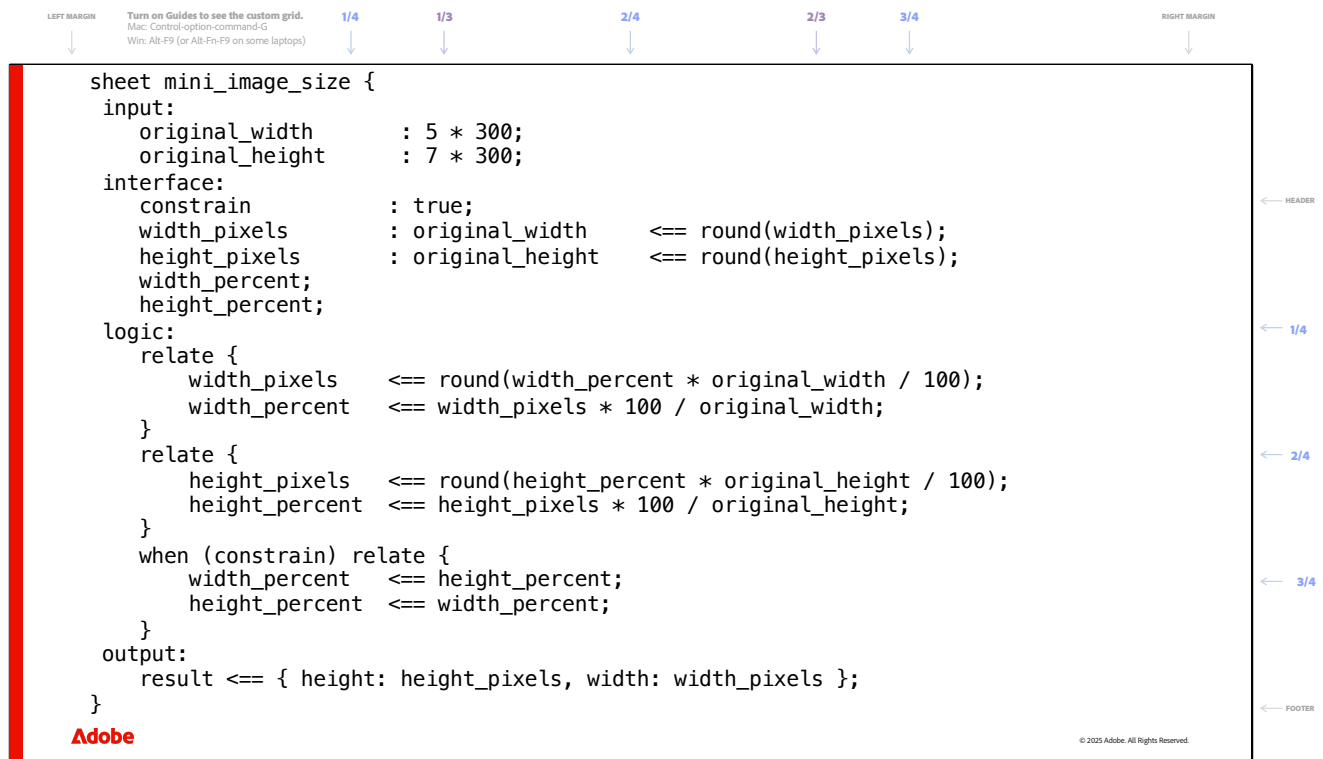 LEFT MARGIN
Turn on Guides to see the custom grid.
Mac: Control-option-command-G
Win: Alt-F9 (or Alt-Fn-F9 on some laptops)
1/4
1/3
2/4
2/3
3/4
RIGHT MARGIN
sheet mini_image_size {
 input:
    original_width       : 5 * 300;
    original_height      : 7 * 300;
 interface:
    constrain           : true;
    width_pixels        : original_width     <== round(width_pixels);
    height_pixels       : original_height    <== round(height_pixels);
    width_percent;
    height_percent;
 logic:
    relate {
        width_pixels    <== round(width_percent * original_width / 100);
        width_percent   <== width_pixels * 100 / original_width;
    }
    relate {
        height_pixels   <== round(height_percent * original_height / 100);
        height_percent  <== height_pixels * 100 / original_height;
    }
    when (constrain) relate {
        width_percent   <== height_percent;
        height_percent  <== width_percent;
    }
 output:
    result <== { height: height_pixels, width: width_pixels };
}
HEADER
1/4
2/4
3/4
FOOTER
Adobe
© 2025 Adobe. All Rights Reserved.